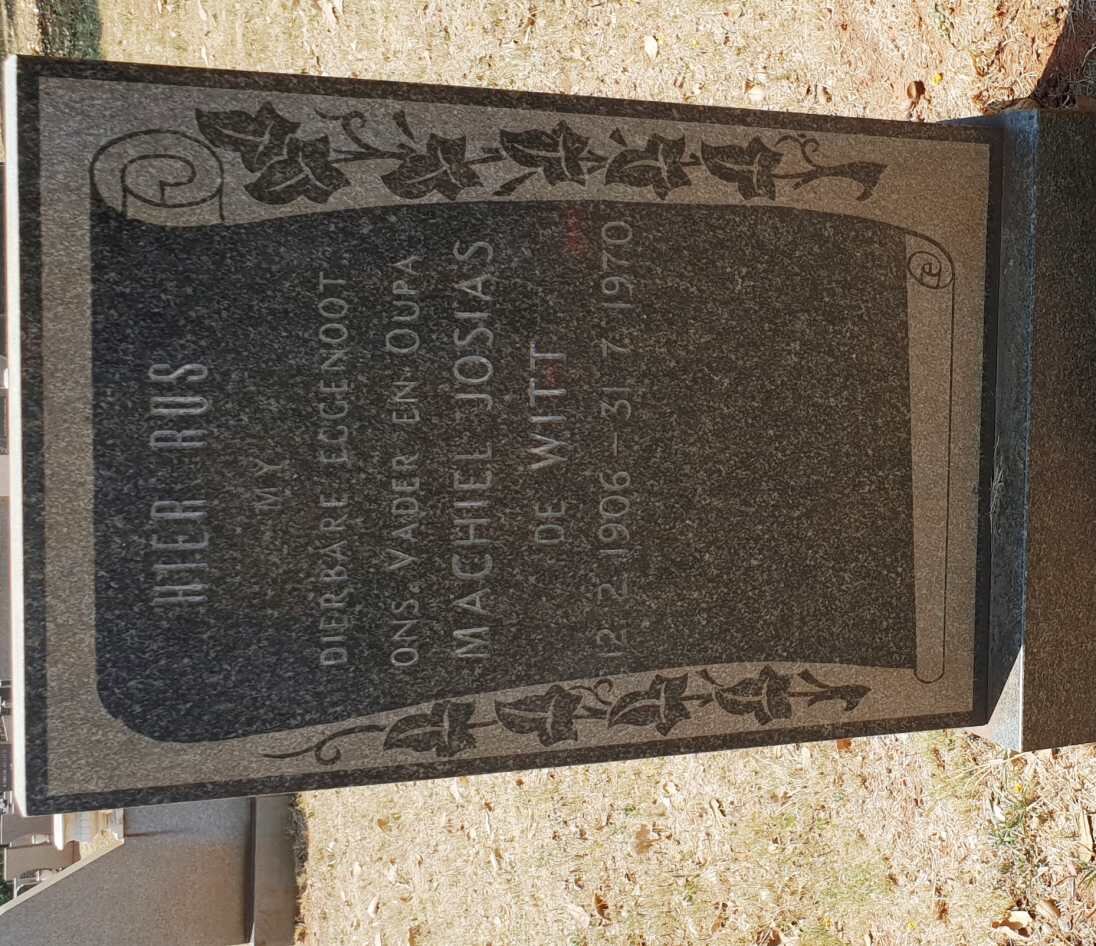 HIER RUS
MY
DIERBARE EGGENOOT
ONS VADER EN OUPA
MACHIEL JOSIAS
DE WITT
12.2.1906 – 31.7.1970